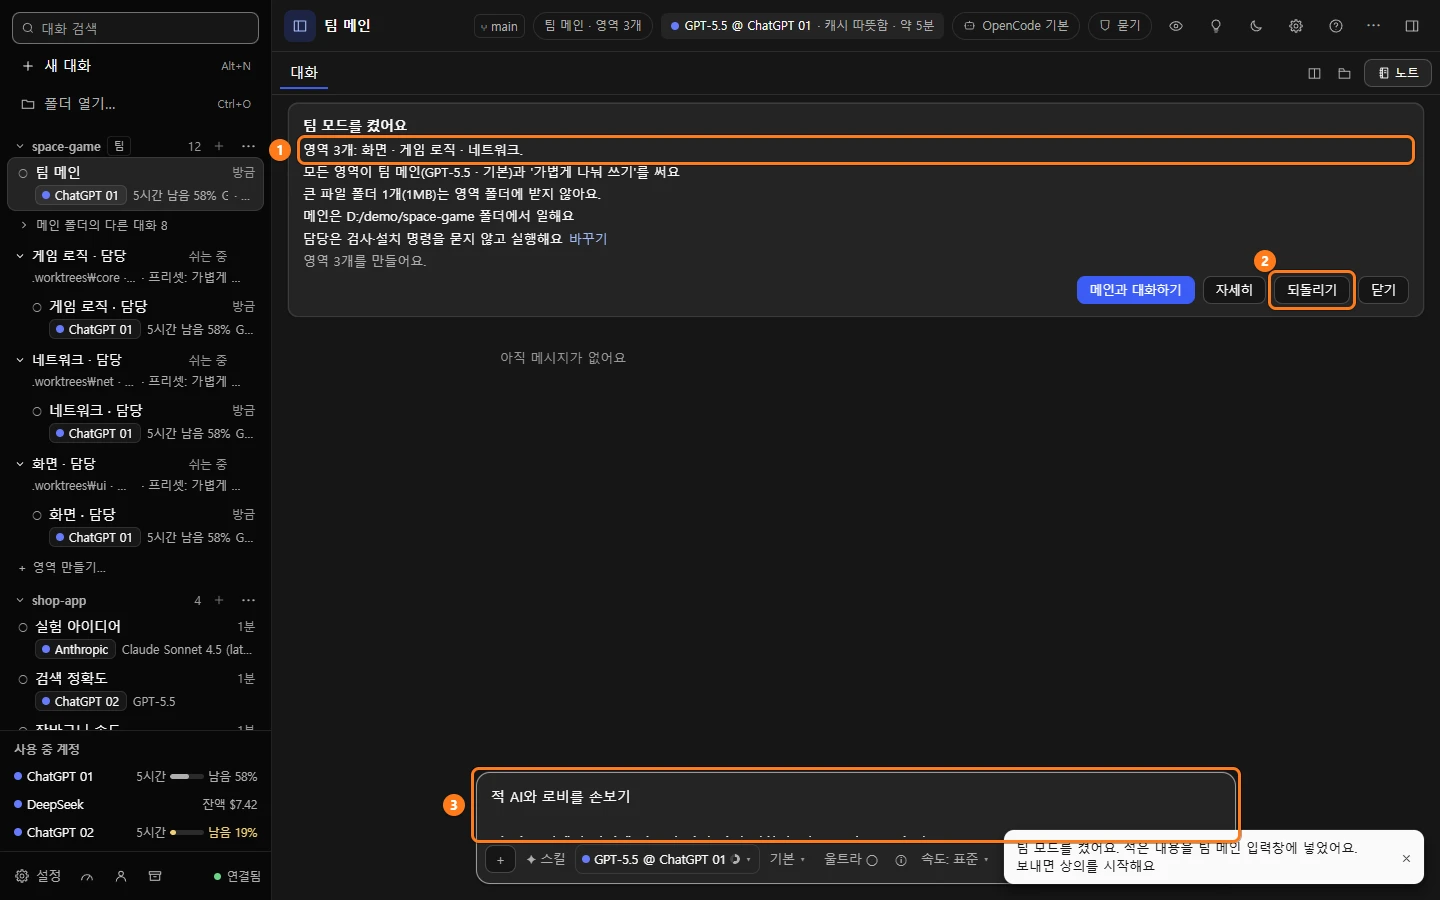 대화 검색
새 대화 Alt+N
폴더 열기... Ctrl+O
space-game 팀 12
팀 메인 방금
ChatGPT 01 5시간 남음 58% G · ...
메인 폴더의 다른 대화 8
게임 로직 · 담당 쉬는 중
.worktrees₩core ·... · 프리셋: 가볍게 ...
게임 로직 · 담당 방금
ChatGPT 01 5시간 남음 58% G...
네트워크 · 담당 쉬는 중
.worktrees₩net · ... · 프리셋: 가볍게 ...
네트워크 · 담당 방금
ChatGPT 01 5시간 남음 58% G...
화면 · 담당 쉬는 중
.worktrees₩ui · ... · 프리셋: 가볍게 ...
화면 · 담당 방금
ChatGPT 01 5시간 남음 58% G...
+ 영역 만들기...
shop-app 4
실험 아이디어 1분
Anthropic Claude Sonnet 4.5 (lat...
검색 정확도 1분
ChatGPT 02 GPT-5.5
사용 중 계정
ChatGPT 01 5시간 남음 58%
DeepSeek 잔액 $7.42
ChatGPT 02 5시간 남음 19%
설정 연결됨
팀 메인 main 팀 메인 · 영역 3개 GPT-5.5 @ ChatGPT 01 · 캐시 따뜻함 · 약 5분 OpenCode 기본 묻기
대화 노트
팀 모드를 켰어요
1 영역 3개: 화면 · 게임 로직 · 네트워크.
모든 영역이 팀 메인(GPT-5.5 · 기본)과 '가볍게 나눠 쓰기'를 써요
큰 파일 폴더 1개(1MB)는 영역 폴더에 받지 않아요.
메인은 D:/demo/space-game 폴더에서 일해요
담당은 검사·설치 명령을 묻지 않고 실행해요 바꾸기
영역 3개를 만들어요.
2
메인과 대화하기 자세히 되돌리기 닫기
아직 메시지가 없어요
3 적 AI와 로비를 손보기
+ 스킬 GPT-5.5 @ ChatGPT 01 기본 울트라 속도: 표준
팀 모드를 켰어요. 적은 내용을 팀 메인 입력창에 넣었어요.
보내면 상의를 시작해요